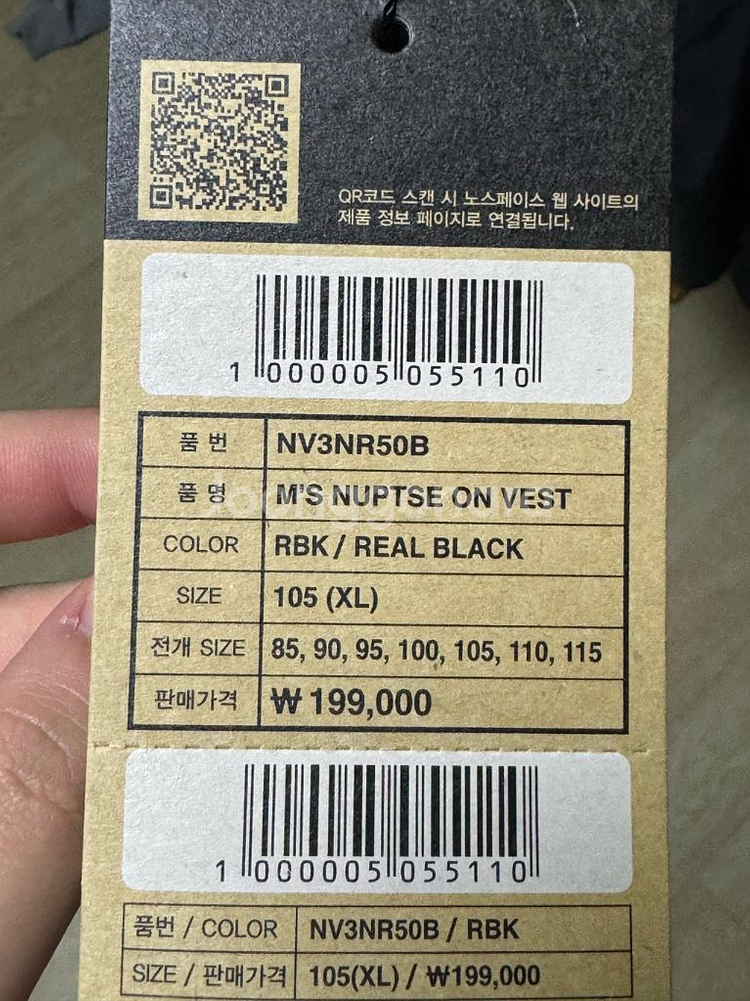 QR코드 스캔 시 노스페이스 웹 사이트의
제품 정보 페이지로 연결됩니다.
1 000005 055110
품 번 NV3NR50B
품 명 M'S NUPTSE ON VEST
COLOR RBK / REAL BLACK
SIZE 105 (XL)
전개 SIZE 85, 90, 95, 100, 105, 110, 115
판매가격 ₩ 199,000
1 000005 055110
품번 / COLOR NV3NR50B / RBK
SIZE / 판매가격 105(XL) / ₩199,000